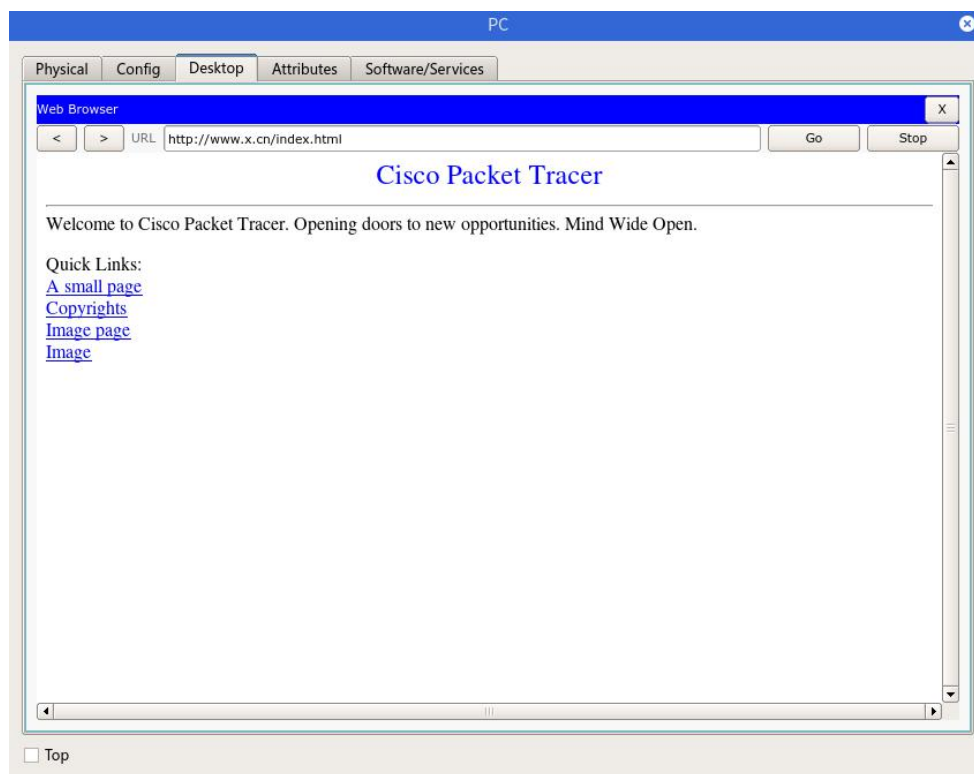 PC
Physical Config Desktop Attributes Software/Services
Web Browser X
< > URL http://www.x.cn/index.html Go Stop
Cisco Packet Tracer
Welcome to Cisco Packet Tracer. Opening doors to new opportunities. Mind Wide Open.
Quick Links:
A small page
Copyrights
Image page
Image
Top